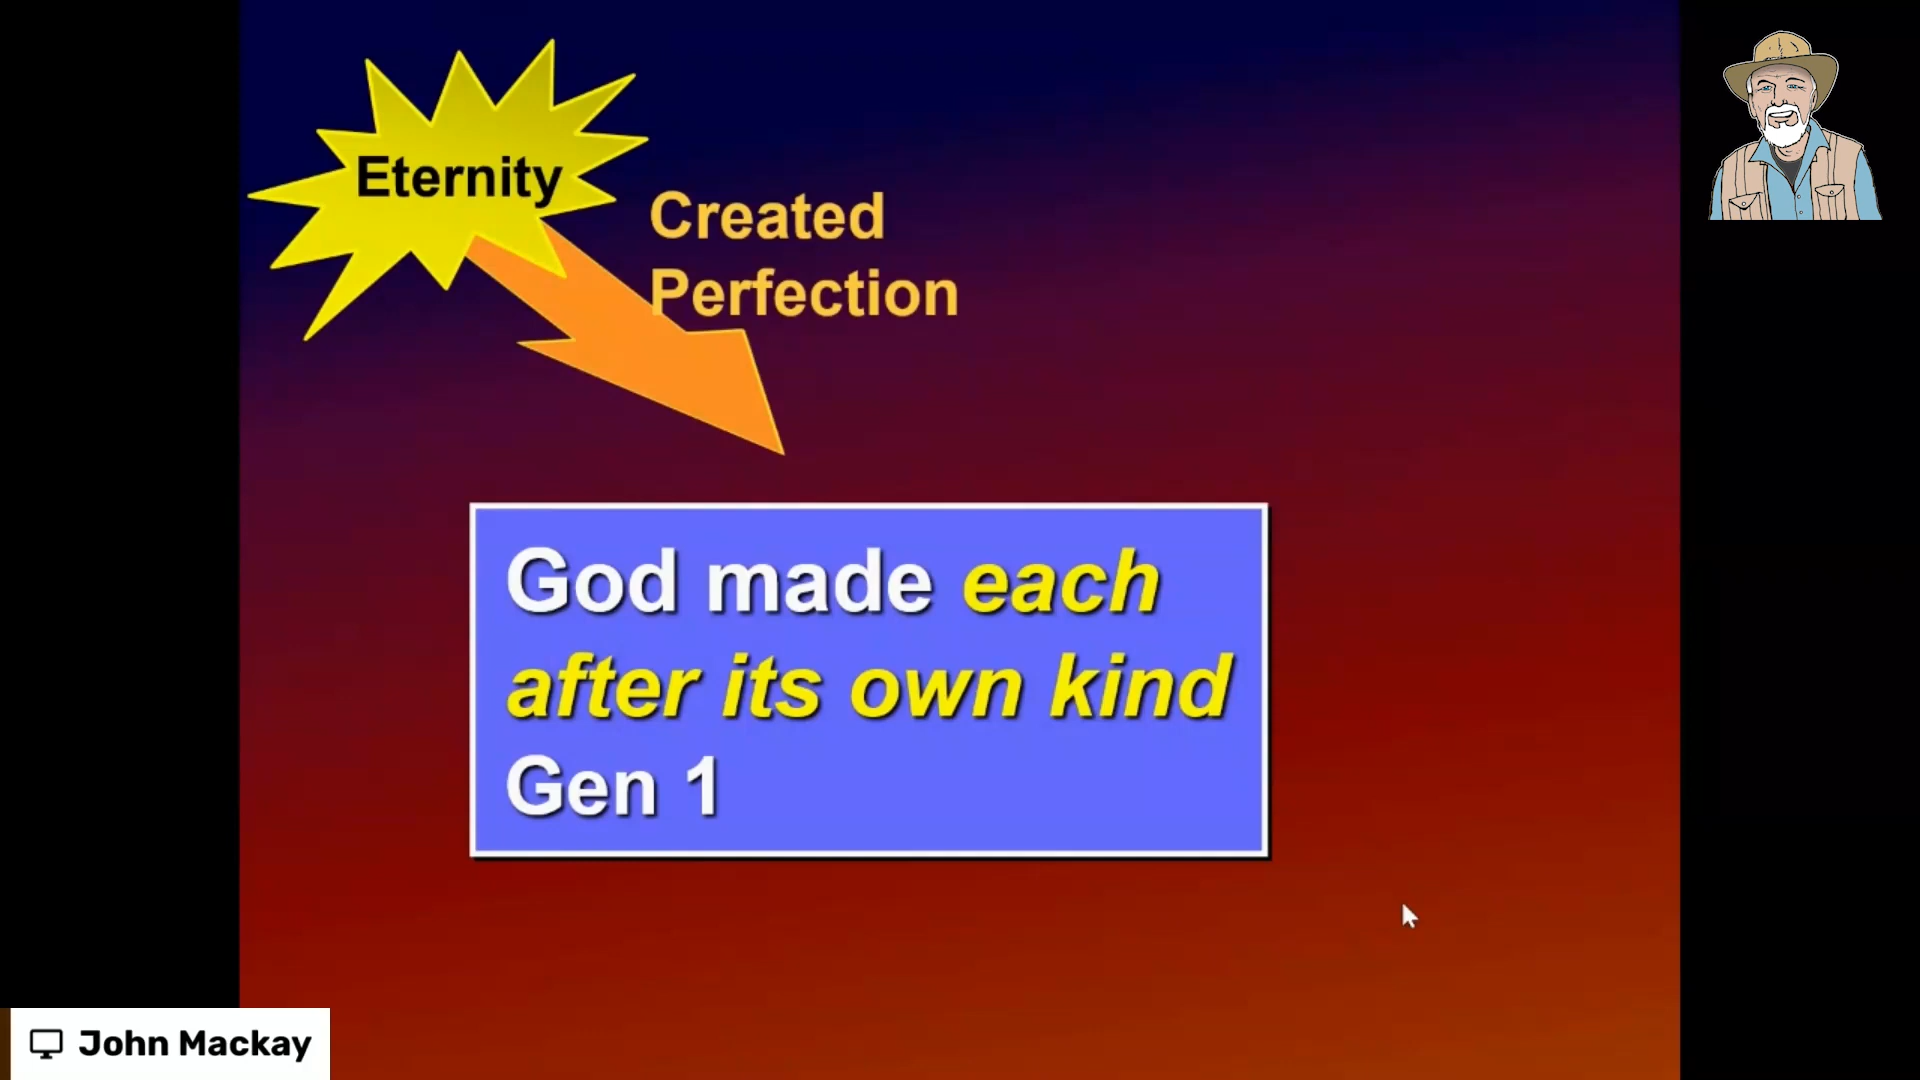 Eternity
Created
Perfection
God made each
after its own kind
Gen 1
John Mackay